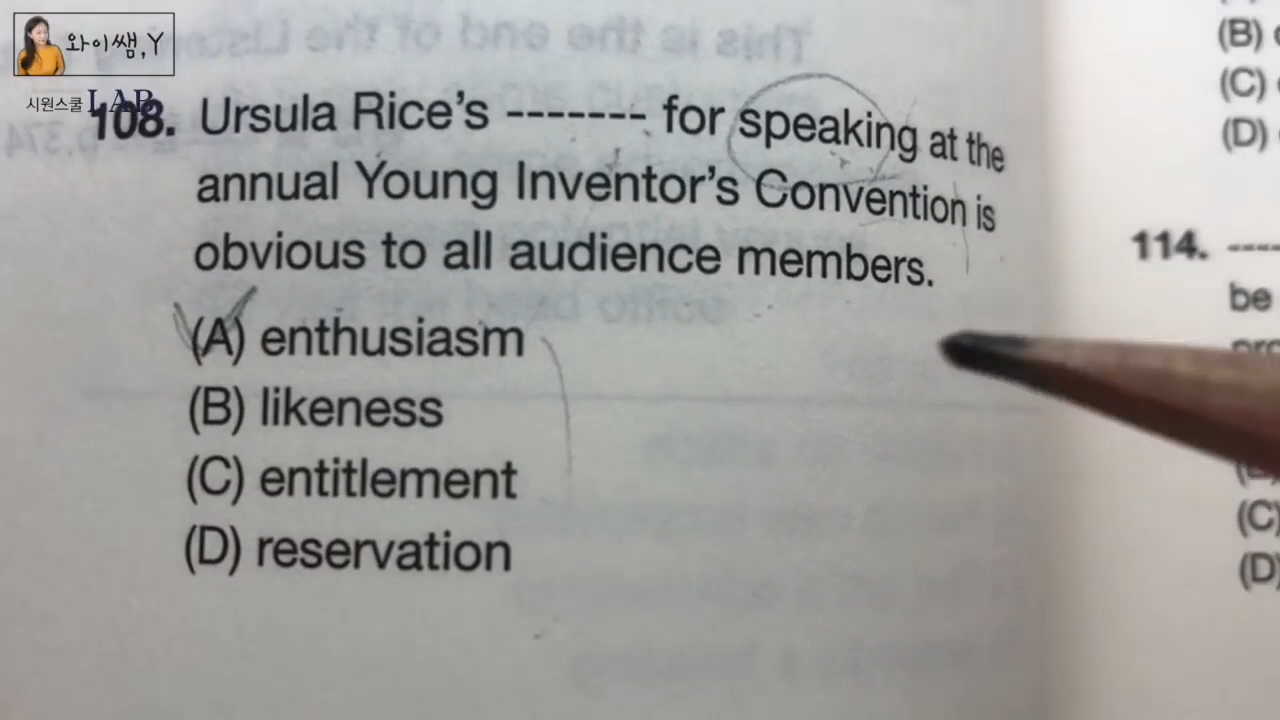 와이쌤,Y
시원스쿨 LAB
108. Ursula Rice's ------- for speaking at the
annual Young Inventor's Convention is
obvious to all audience members.
(A) enthusiasm
(B) likeness
(C) entitlement
(D) reservation
(B)
(C)
(D)
114. ----
be
(C)
(D)